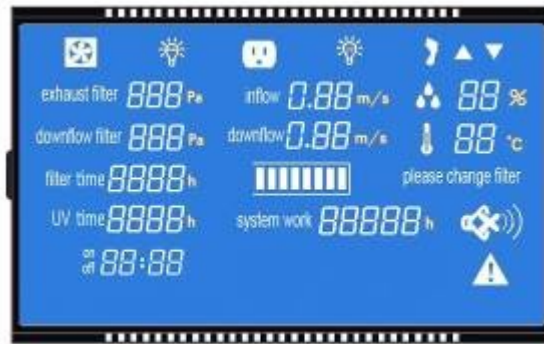 exhaust filter 888 Pa inflow 0.88 m/s 88 %
downflow filter 888 Pa downflow 0.88 m/s 88 °C
filter time 8888 h please change filter
UV time 8888 h system work 88888 h
on
off 88:88